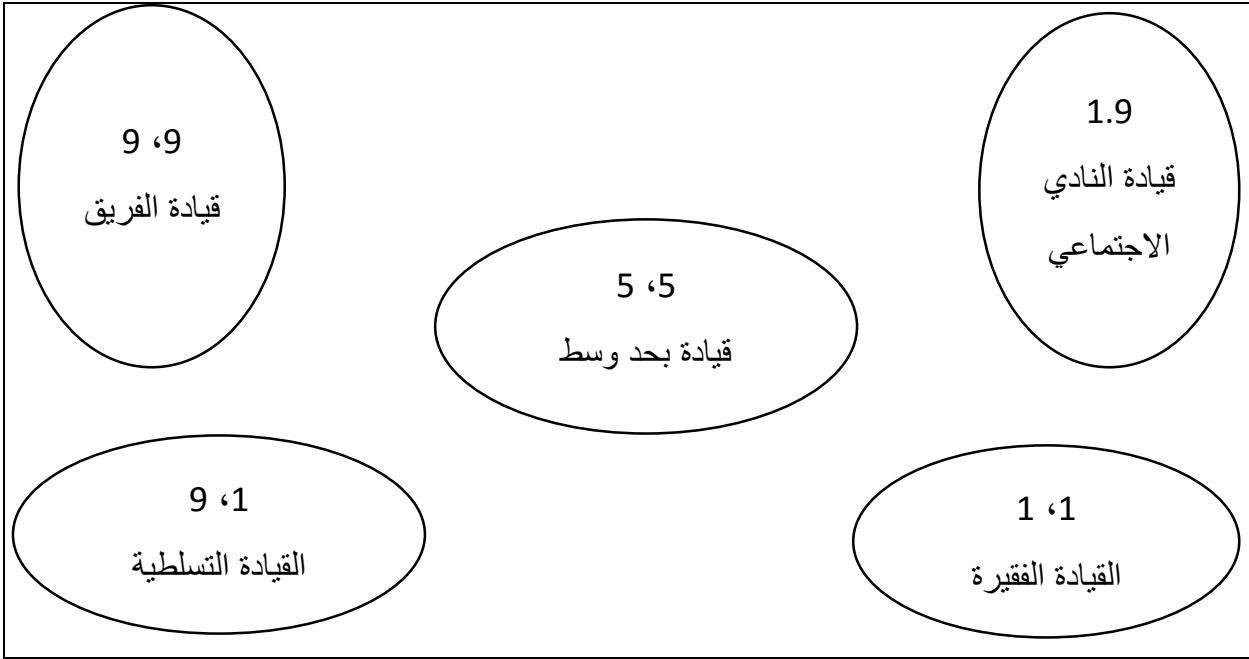 1.9
قيادة النادي
الاجتماعي
9، 9
قيادة الفريق
5، 5
قيادة بحد وسط
1، 1
القيادة الفقيرة
1، 9
القيادة التسلطية